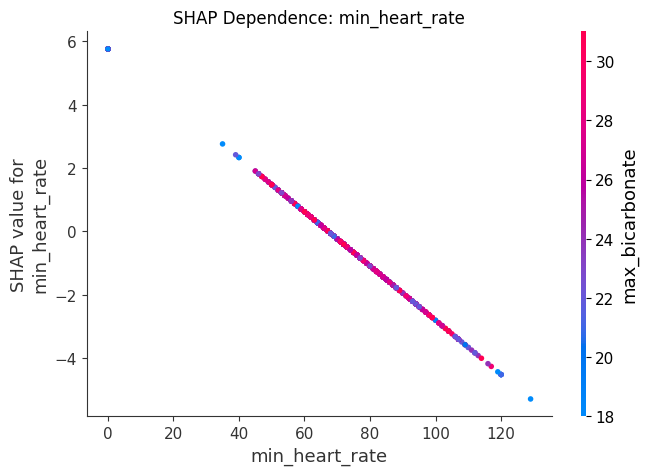 SHAP Dependence: min_heart_rate
SHAP value for
min_heart_rate
6
4
2
0
−2
−4
0 20 40 60 80 100 120
min_heart_rate
30
28
26
24
22
20
18
max_bicarbonate